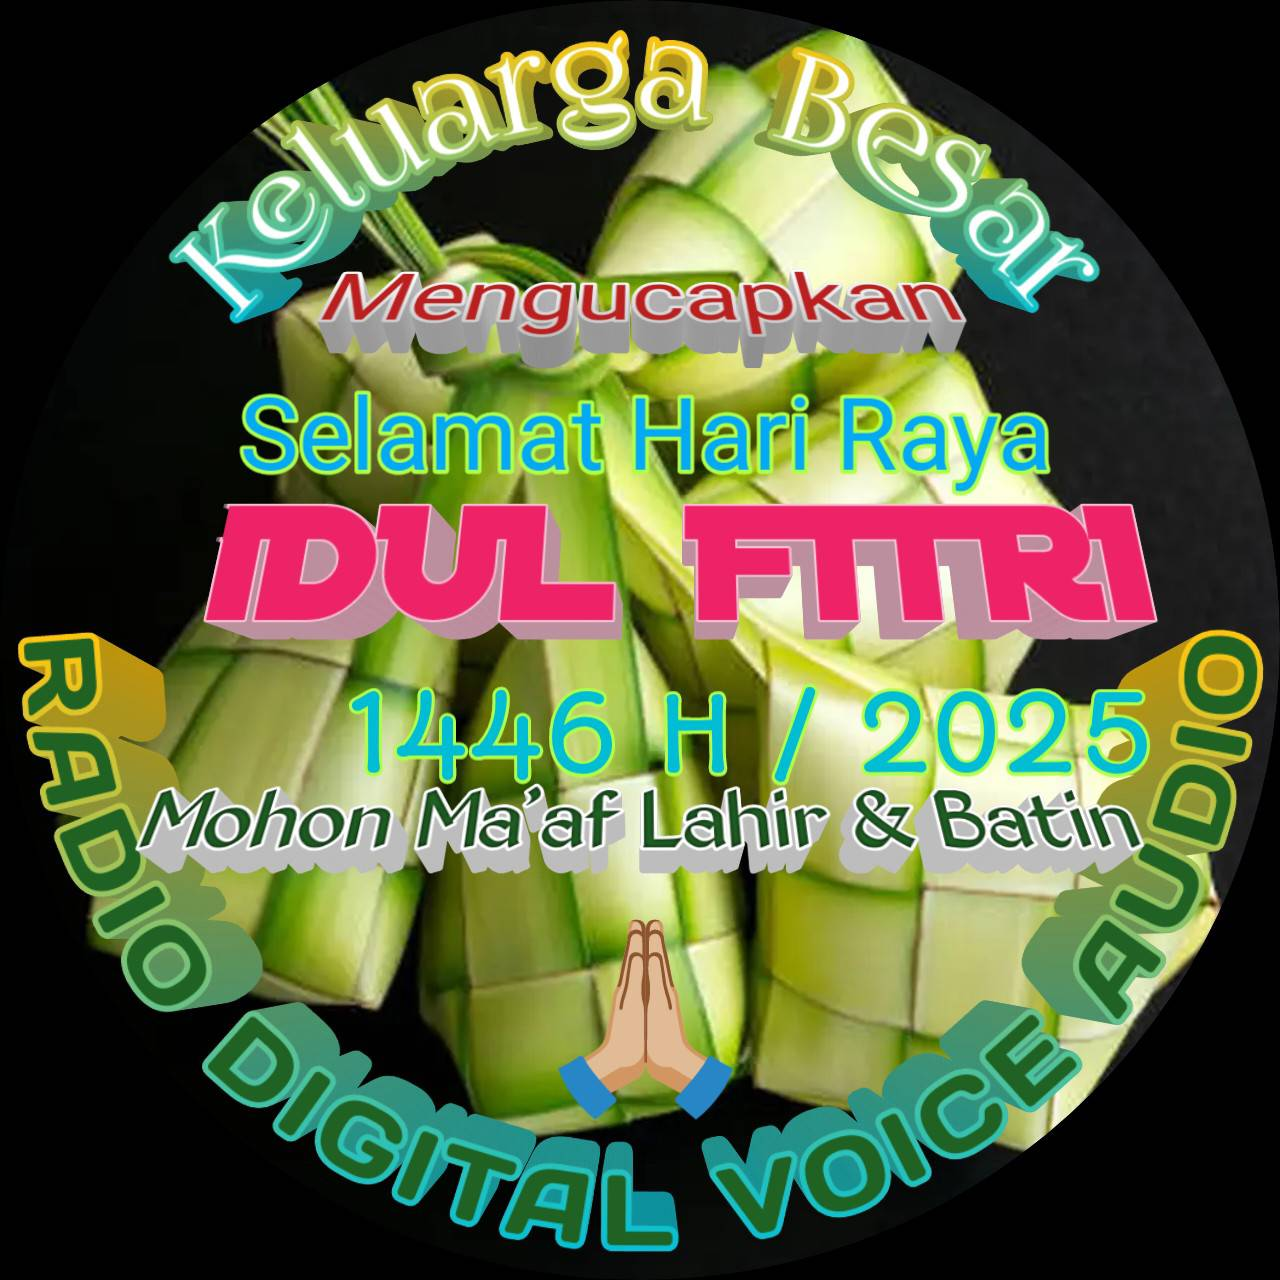 Keluarga Besar
Mengucapkan
Selamat Hari Raya
IDUL FITRI
1446 H / 2025
Mohon Ma'af Lahir & Batin
RADIO DIGITAL VOICE AUDIO